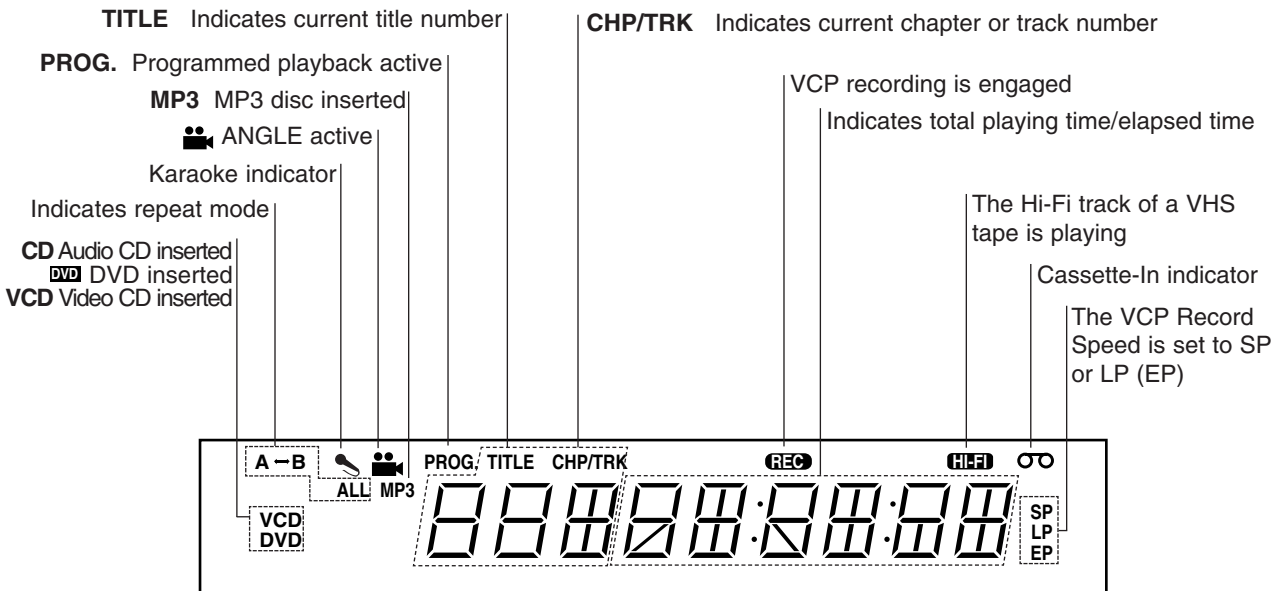 TITLE Indicates current title number
CHP/TRK Indicates current chapter or track number
PROG. Programmed playback active
MP3 MP3 disc inserted
ANGLE active
Karaoke indicator
Indicates repeat mode
CD Audio CD inserted
DVD DVD inserted
VCD Video CD inserted
VCP recording is engaged
Indicates total playing time/elapsed time
The Hi-Fi track of a VHS
tape is playing
Cassette-In indicator
The VCP Record
Speed is set to SP
or LP (EP)
A B PROG. TITLE CHP/TRK REC HI-FI
ALL MP3
VCD
DVD
SP
LP
EP